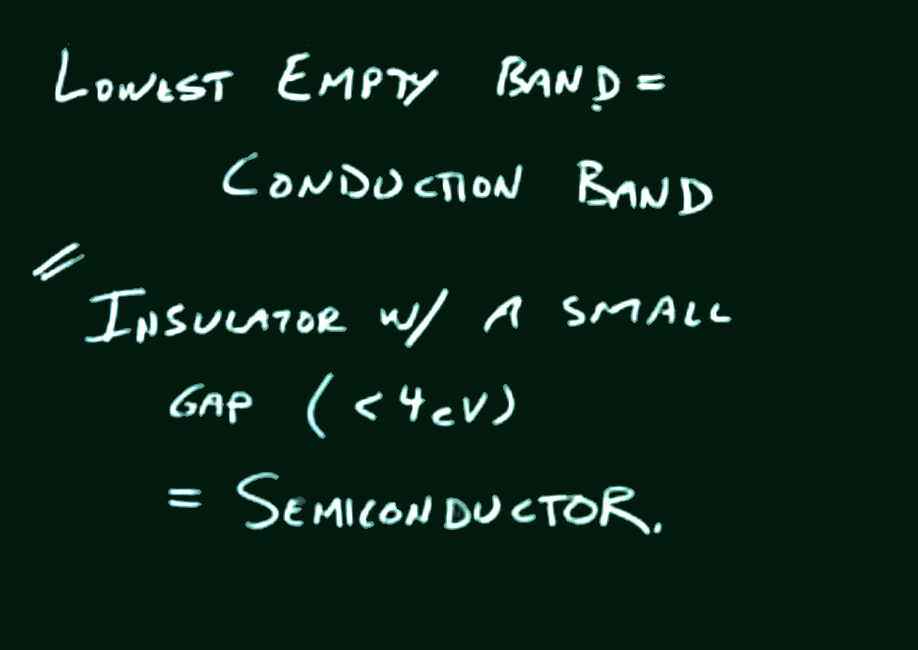 LOWEST EMPTY BAND =
CONDUCTION BAND
INSULATOR W/ A SMALL
GAP (<4eV)
= SEMICONDUCTOR.